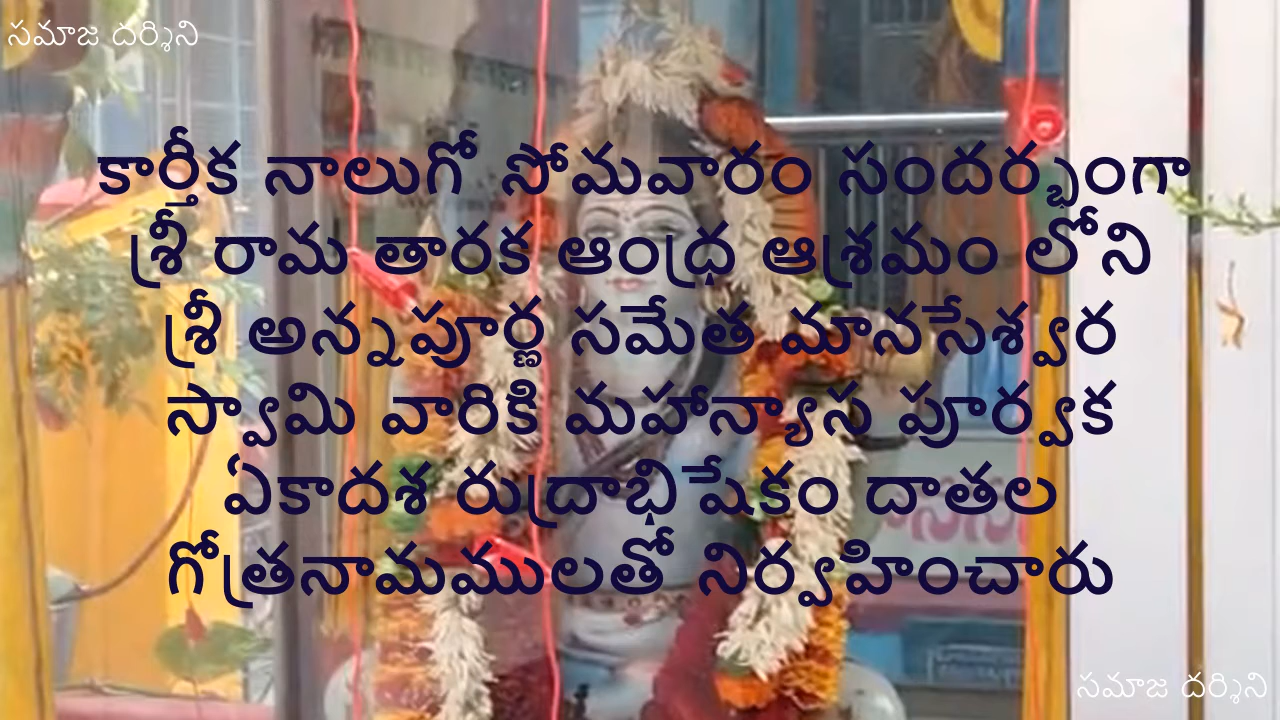 సమాజ దర్శిని
కార్తీక నాలుగో సోమవారం సందర్బంగా
శ్రీ రామ తారక ఆంధ్ర ఆశ్రమం లోని
శ్రీ అన్నపూర్ణ సమేత మానసేశ్వర
స్వామి వారికి మహాన్యాస పూర్వక
ఏకాదశ రుద్రాభిషేకం దాతల
గోత్రనామములతో నిర్వహించారు
సమాజ దర్శిని